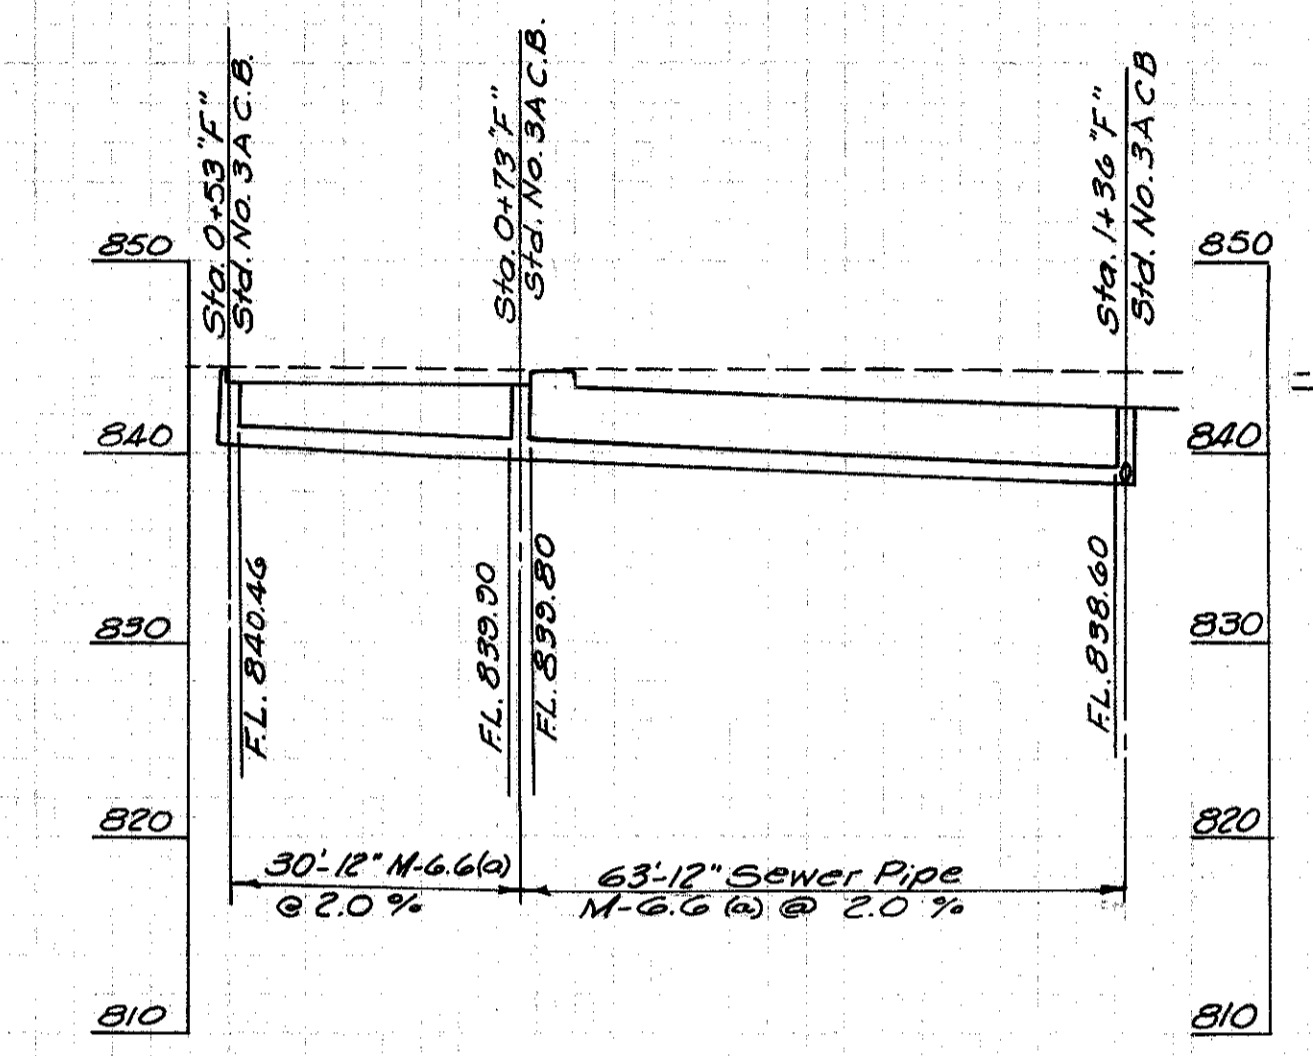 Sta. 0+53 "F"
Std. No. 3A C.B.
Sta. 0+73 "F"
Std. No. 3A C.B.
Sta. 1+36 "F"
Std. No. 3A C B
850
850
840
840
830
830
820
820
810
810
F.L. 840.46
F.L. 839.90
F.L. 839.80
F.L. 838.60
30'-12" M-6.6(a)
@ 2.0 %
63'-12" Sewer Pipe
M-6.6 (a) @ 2.0 %